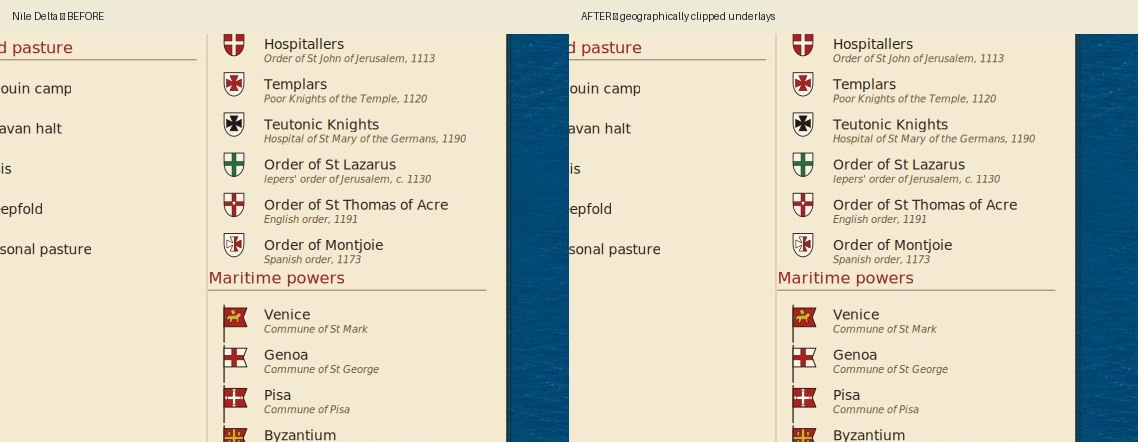 Nile Delta BEFORE
d pasture
ouin camp
avan halt
is
epfold
sonal pasture
Hospitallers
Order of St John of Jerusalem, 1113
Templars
Poor Knights of the Temple, 1120
Teutonic Knights
Hospital of St Mary of the Germans, 1190
Order of St Lazarus
lepers' order of Jerusalem, c. 1130
Order of St Thomas of Acre
English order, 1191
Order of Montjoie
Spanish order, 1173
Maritime powers
Venice
Commune of St Mark
Genoa
Commune of St George
Pisa
Commune of Pisa
Byzantium
AFTER geographically clipped underlays
d pasture
ouin camp
avan halt
is
epfold
sonal pasture
Hospitallers
Order of St John of Jerusalem, 1113
Templars
Poor Knights of the Temple, 1120
Teutonic Knights
Hospital of St Mary of the Germans, 1190
Order of St Lazarus
lepers' order of Jerusalem, c. 1130
Order of St Thomas of Acre
English order, 1191
Order of Montjoie
Spanish order, 1173
Maritime powers
Venice
Commune of St Mark
Genoa
Commune of St George
Pisa
Commune of Pisa
Byzantium